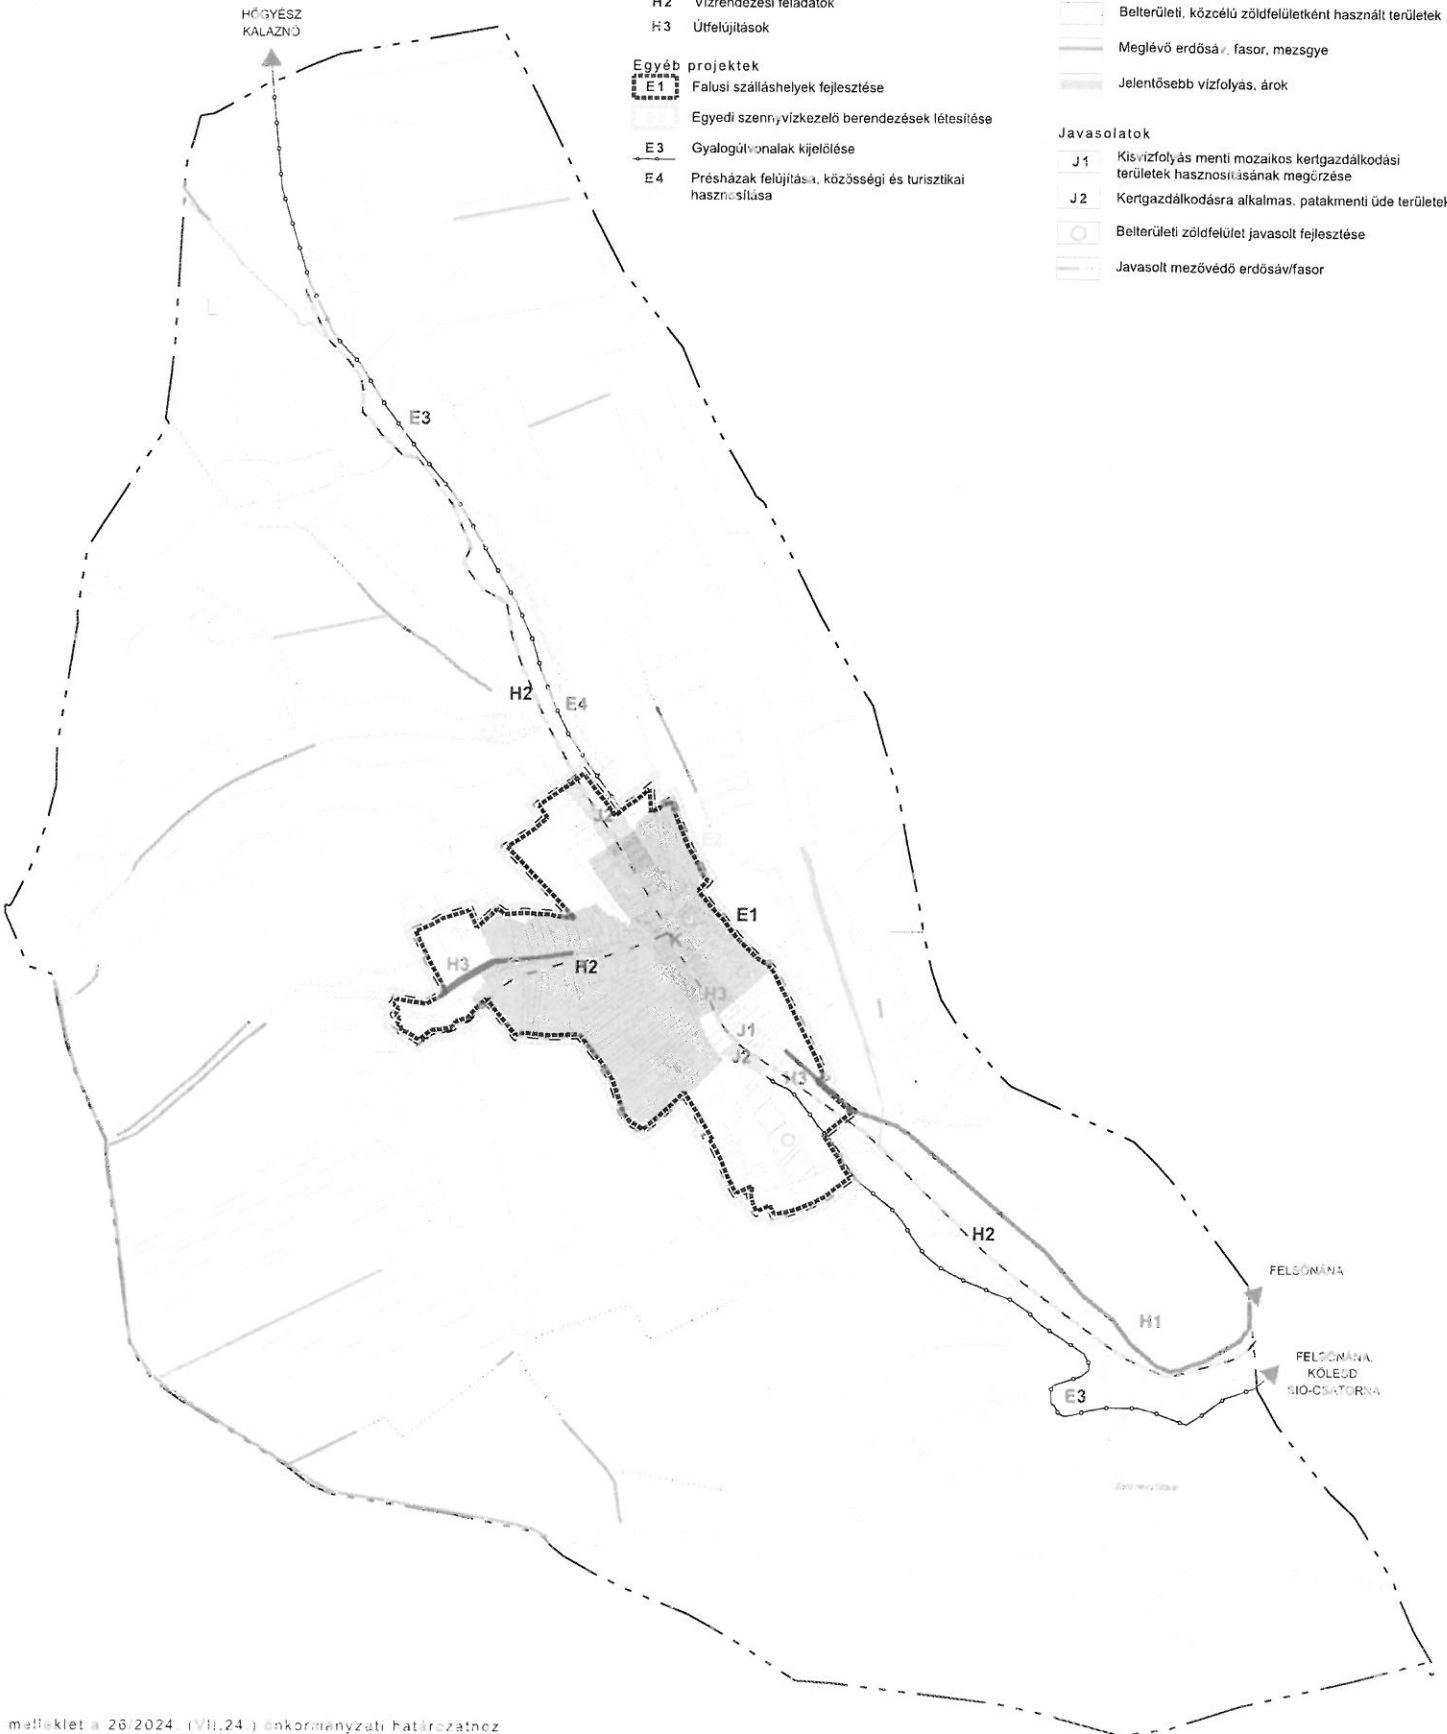 HŐGYÉSZ
KALAZNÓ
H2 Vízrendezési feladatok
H3 Útfelújítások
Egyéb projektek
E1 Falusi szálláshelyek fejlesztése
Egyedi szennyvízkezelő berendezések létesítése
E3 Gyalogútvonalak kijelölése
E4 Présházak felújítása, közösségi és turisztikai
hasznosítása
Belterületi, közcélú zöldfelületként használt területek
Meglévő erdősáv, fasor, mezsgye
Jelentősebb vízfolyás, árok
Javasolatok
J1 Kisvízfolyás menti mozaikos kertgazdálkodási
területek hasznosításának megőrzése
J2 Kertgazdálkodásra alkalmas, patakmenti üde területek
Belterületi zöldfelület javasolt fejlesztése
Javasolt mezővédő erdősáv/fasor
L
E3
H2
E4
J2
E2
E1
K
H3
H2
H3
J1
J2
H3
H2
FELSŐNÁNA
H1
FELSŐNÁNA,
KÖLESD
SIÓ-CSATORNA
E3
melléklet a 26/2024. (VII.24.) önkormányzati határozathoz